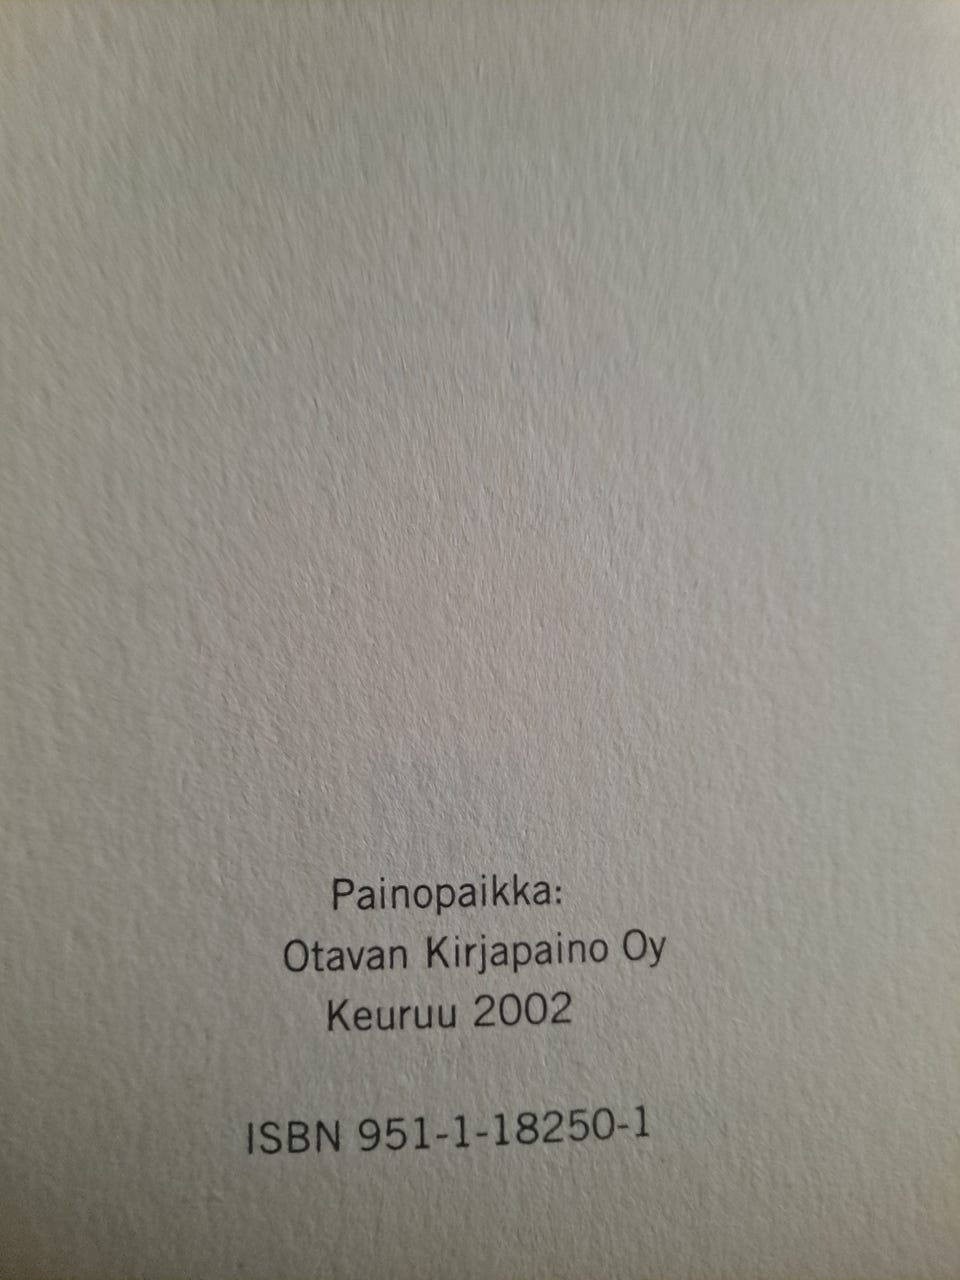 Painopaikka:
Otavan Kirjapaino Oy
Keuruu 2002
ISBN 951-1-18250-1